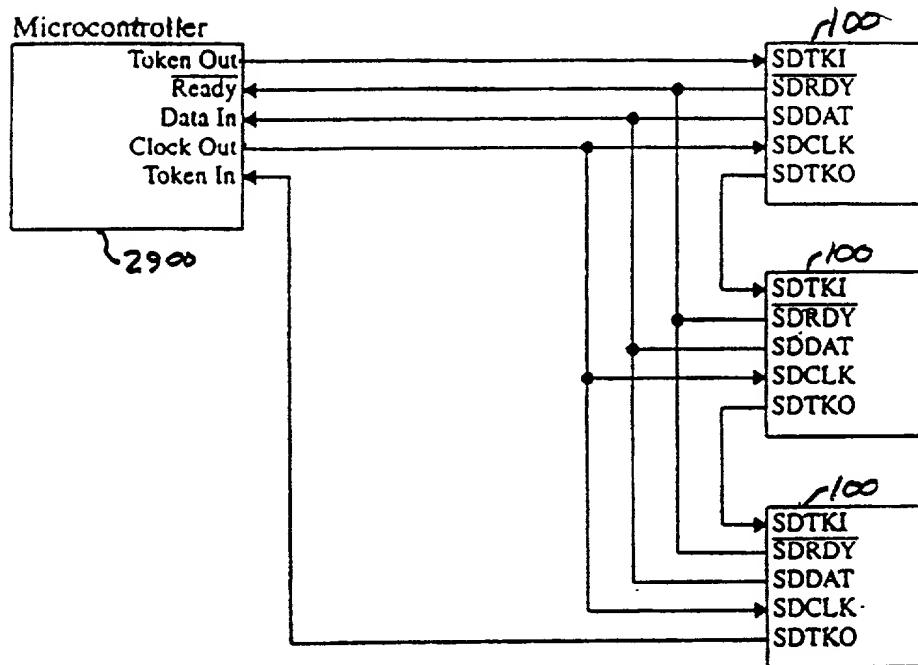 Microcontroller
Token Out
Ready
Data In
Clock Out
Token In
2900
100
SDTKI
SDRDY
SDDAT
SDCLK
SDTKO
100
SDTKI
SDRDY
SDDAT
SDCLK
SDTKO
100
SDTKI
SDRDY
SDDAT
SDCLK
SDTKO